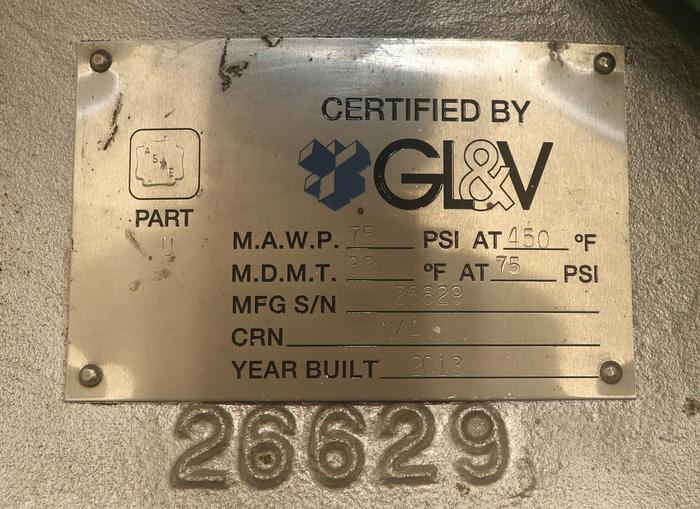 CERTIFIED BY
GL&V
ASME
PART
U
M.A.W.P. 75 PSI AT 450 °F
M.D.M.T. 32 °F AT 75 PSI
MFG S/N 26629
CRN N/A
YEAR BUILT 2013
26629